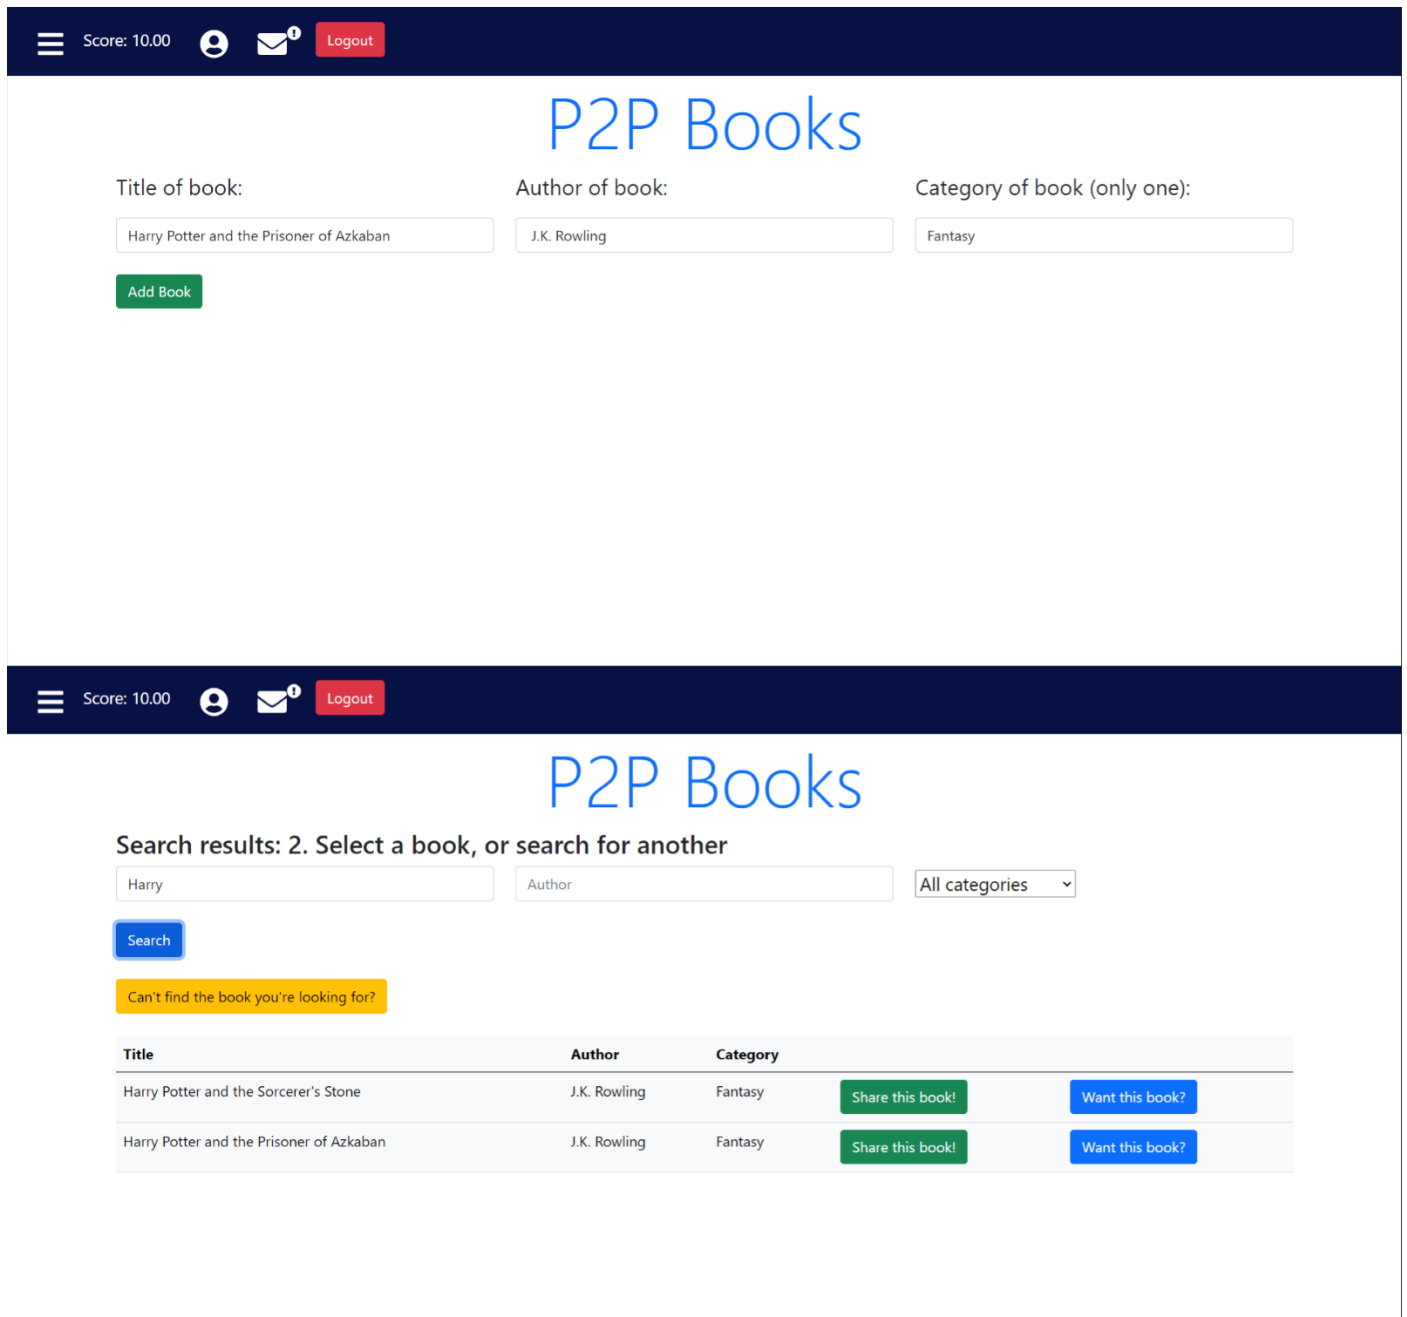 Score: 10.00 Logout
P2P Books
Title of book: Author of book: Category of book (only one):
Harry Potter and the Prisoner of Azkaban J.K. Rowling Fantasy
Add Book
Score: 10.00 Logout
P2P Books
Search results: 2. Select a book, or search for another
Harry Author All categories
Search
Can't find the book you're looking for?
Title Author Category
Harry Potter and the Sorcerer's Stone J.K. Rowling Fantasy Share this book! Want this book?
Harry Potter and the Prisoner of Azkaban J.K. Rowling Fantasy Share this book! Want this book?